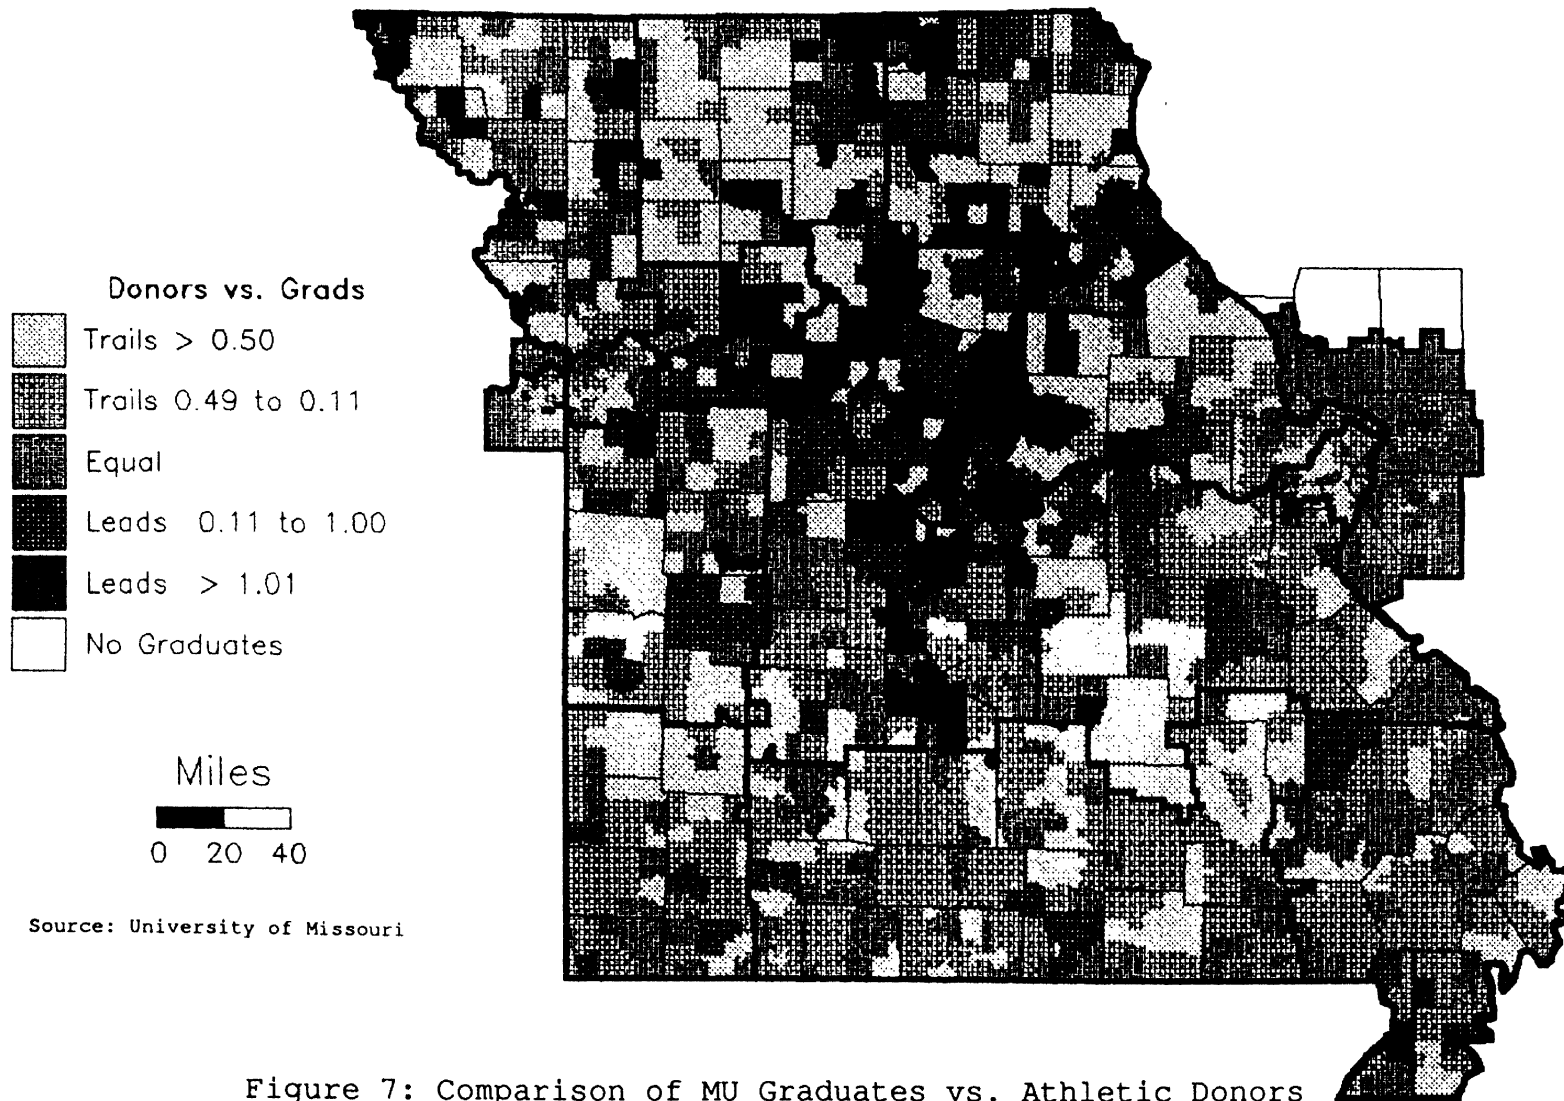 Donors vs. Grads
Trails > 0.50
Trails 0.49 to 0.11
Equal
Leads 0.11 to 1.00
Leads > 1.01
No Graduates
Miles
0 20 40
Source: University of Missouri
Figure 7: Comparison of MU Graduates vs. Athletic Donors